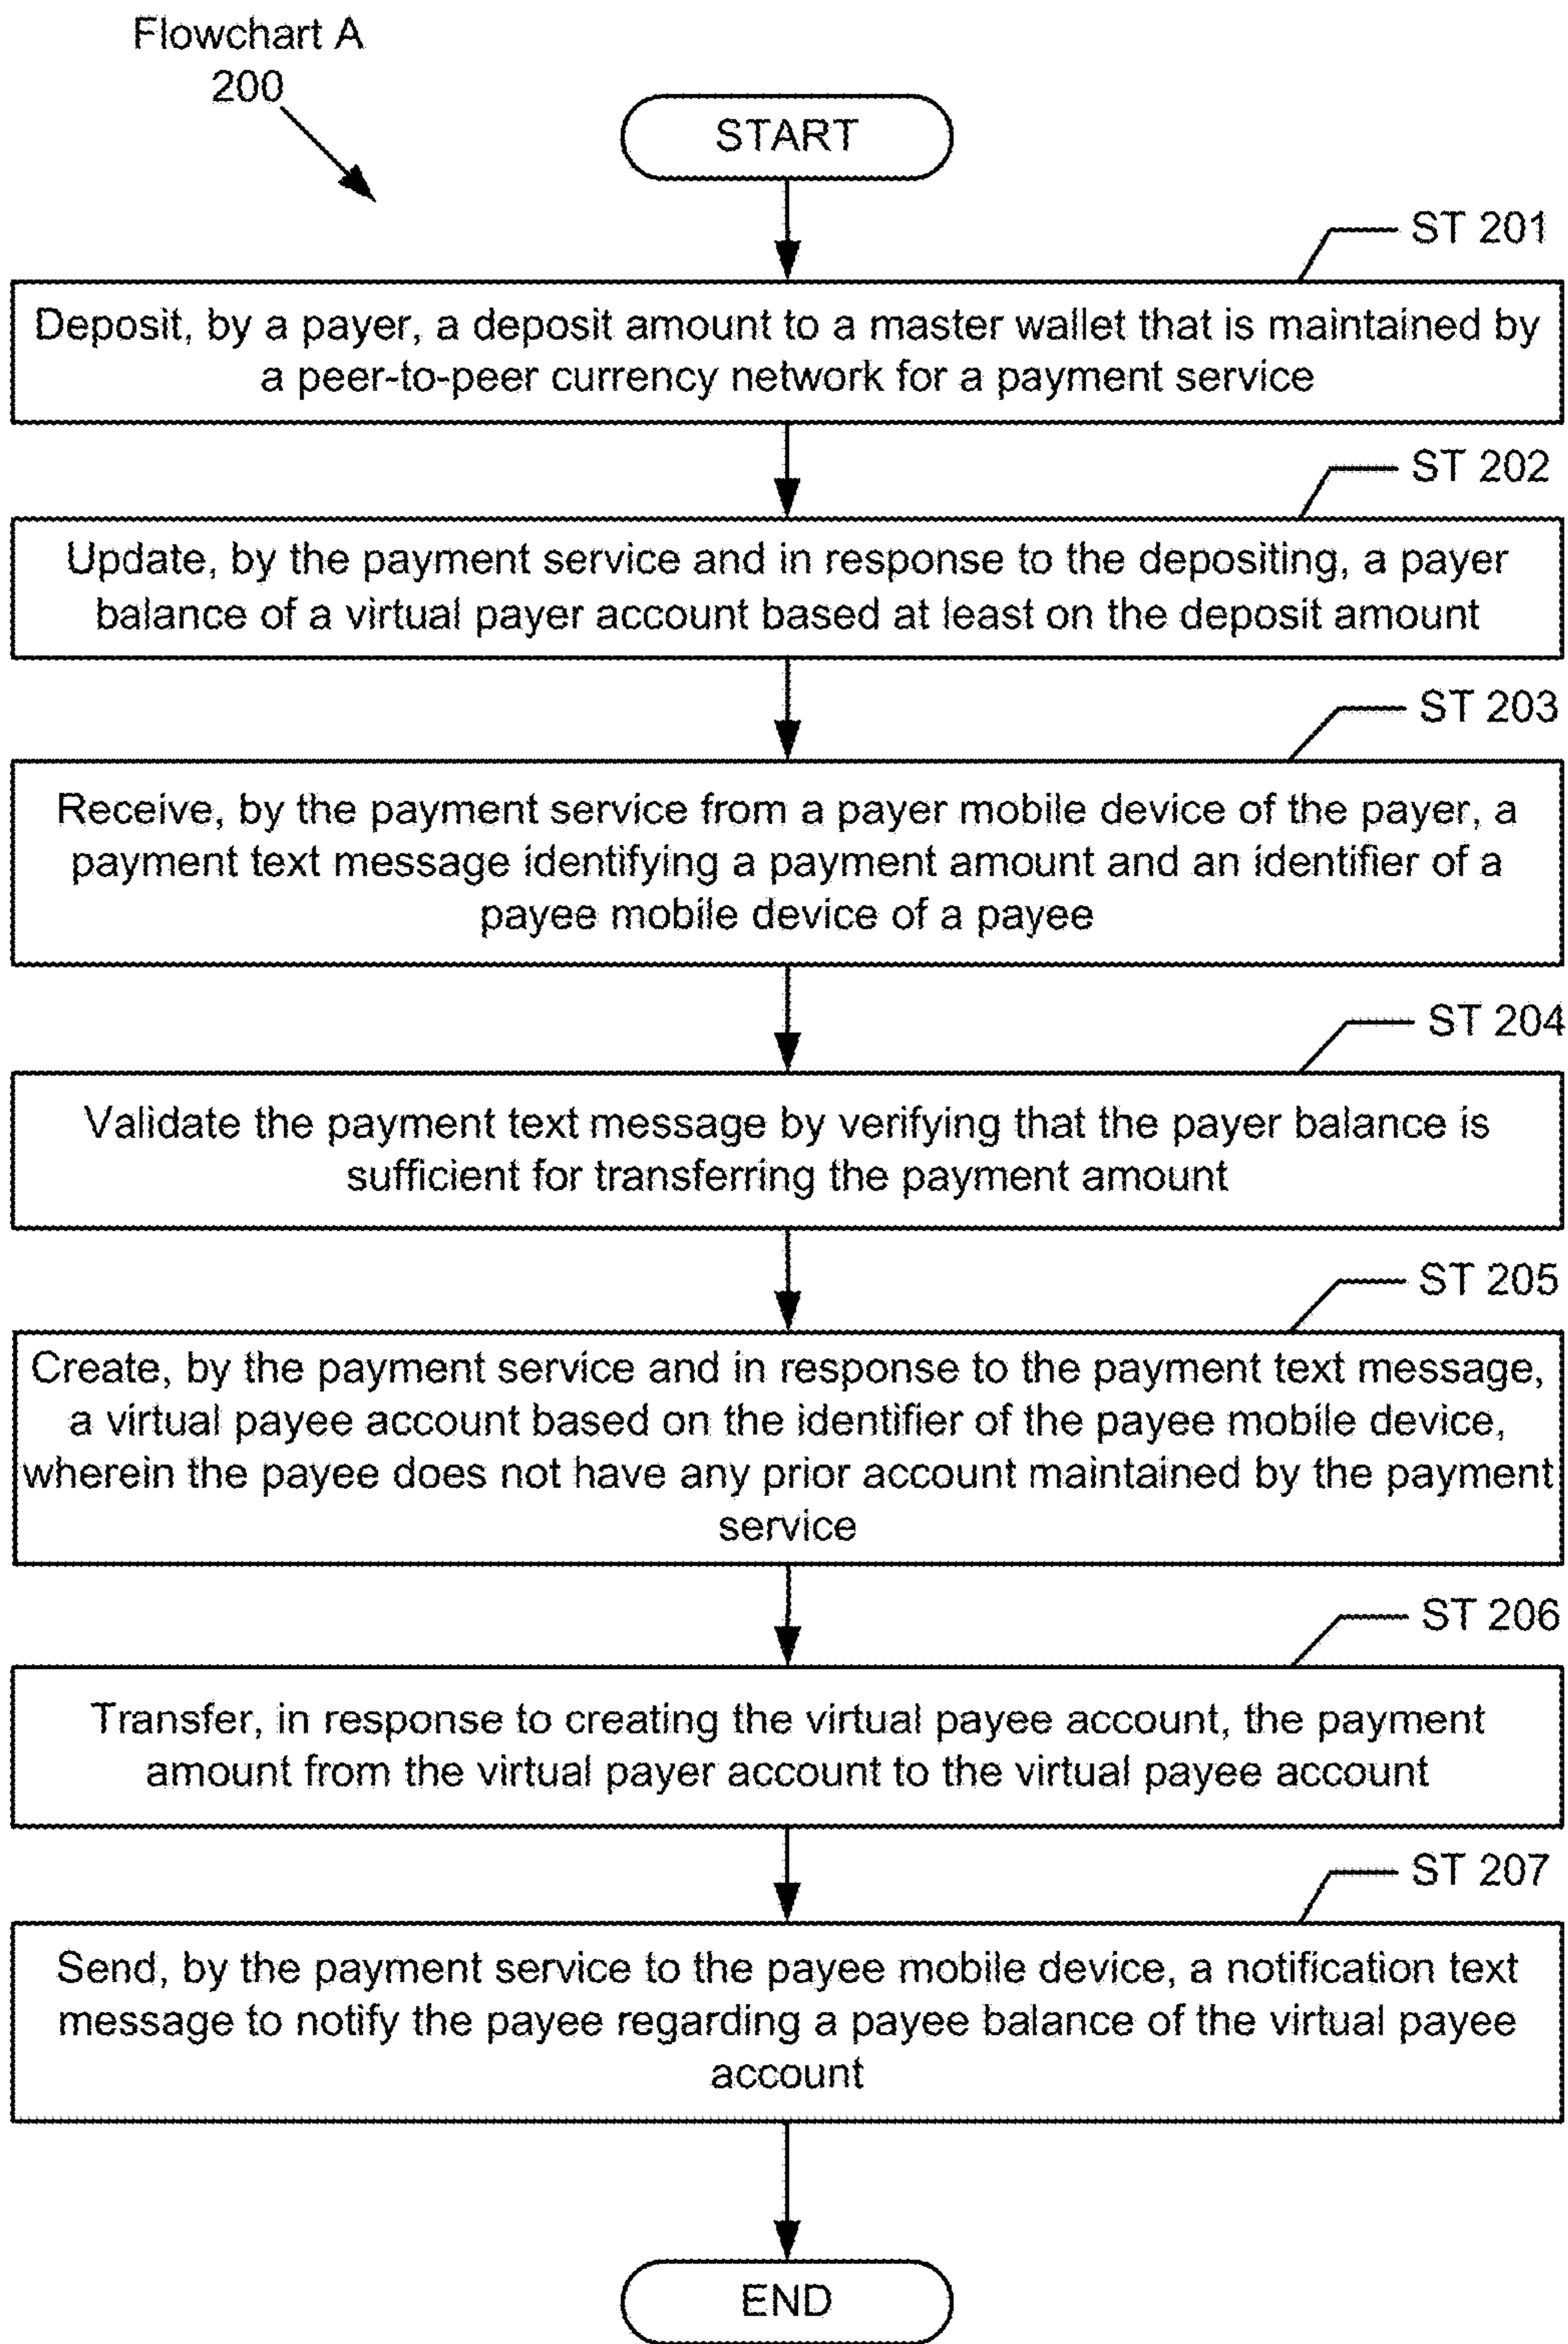 Flowchart A
200
START
ST 201
Deposit, by a payer, a deposit amount to a master wallet that is maintained by
a peer-to-peer currency network for a payment service
ST 202
Update, by the payment service and in response to the depositing, a payer
balance of a virtual payer account based at least on the deposit amount
ST 203
Receive, by the payment service from a payer mobile device of the payer, a
payment text message identifying a payment amount and an identifier of a
payee mobile device of a payee
ST 204
Validate the payment text message by verifying that the payer balance is
sufficient for transferring the payment amount
ST 205
Create, by the payment service and in response to the payment text message,
a virtual payee account based on the identifier of the payee mobile device,
wherein the payee does not have any prior account maintained by the payment
service
ST 206
Transfer, in response to creating the virtual payee account, the payment
amount from the virtual payer account to the virtual payee account
ST 207
Send, by the payment service to the payee mobile device, a notification text
message to notify the payee regarding a payee balance of the virtual payee
account
END